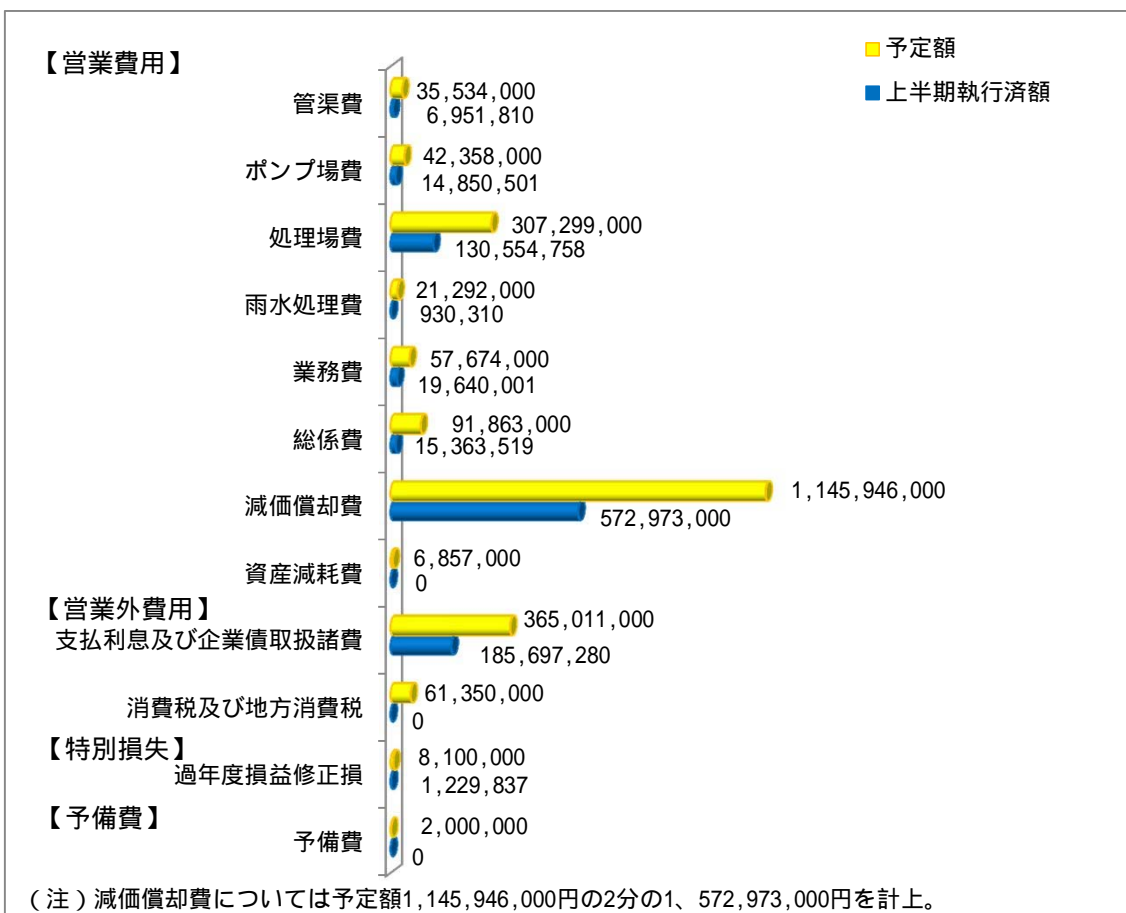 【営業費用】
予定額
上半期執行済額
管渠費
35,534,000
6,951,810
ポンプ場費
42,358,000
14,850,501
処理場費
307,299,000
130,554,758
雨水処理費
21,292,000
930,310
業務費
57,674,000
19,640,001
総係費
91,863,000
15,363,519
減価償却費
1,145,946,000
572,973,000
資産減耗費
6,857,000
0
【営業外費用】
支払利息及び企業債取扱諸費
365,011,000
185,697,280
消費税及び地方消費税
61,350,000
0
【特別損失】
過年度損益修正損
8,100,000
1,229,837
【予備費】
予備費
2,000,000
0
(注)減価償却費については予定額1,145,946,000円の2分の1、572,973,000円を計上。